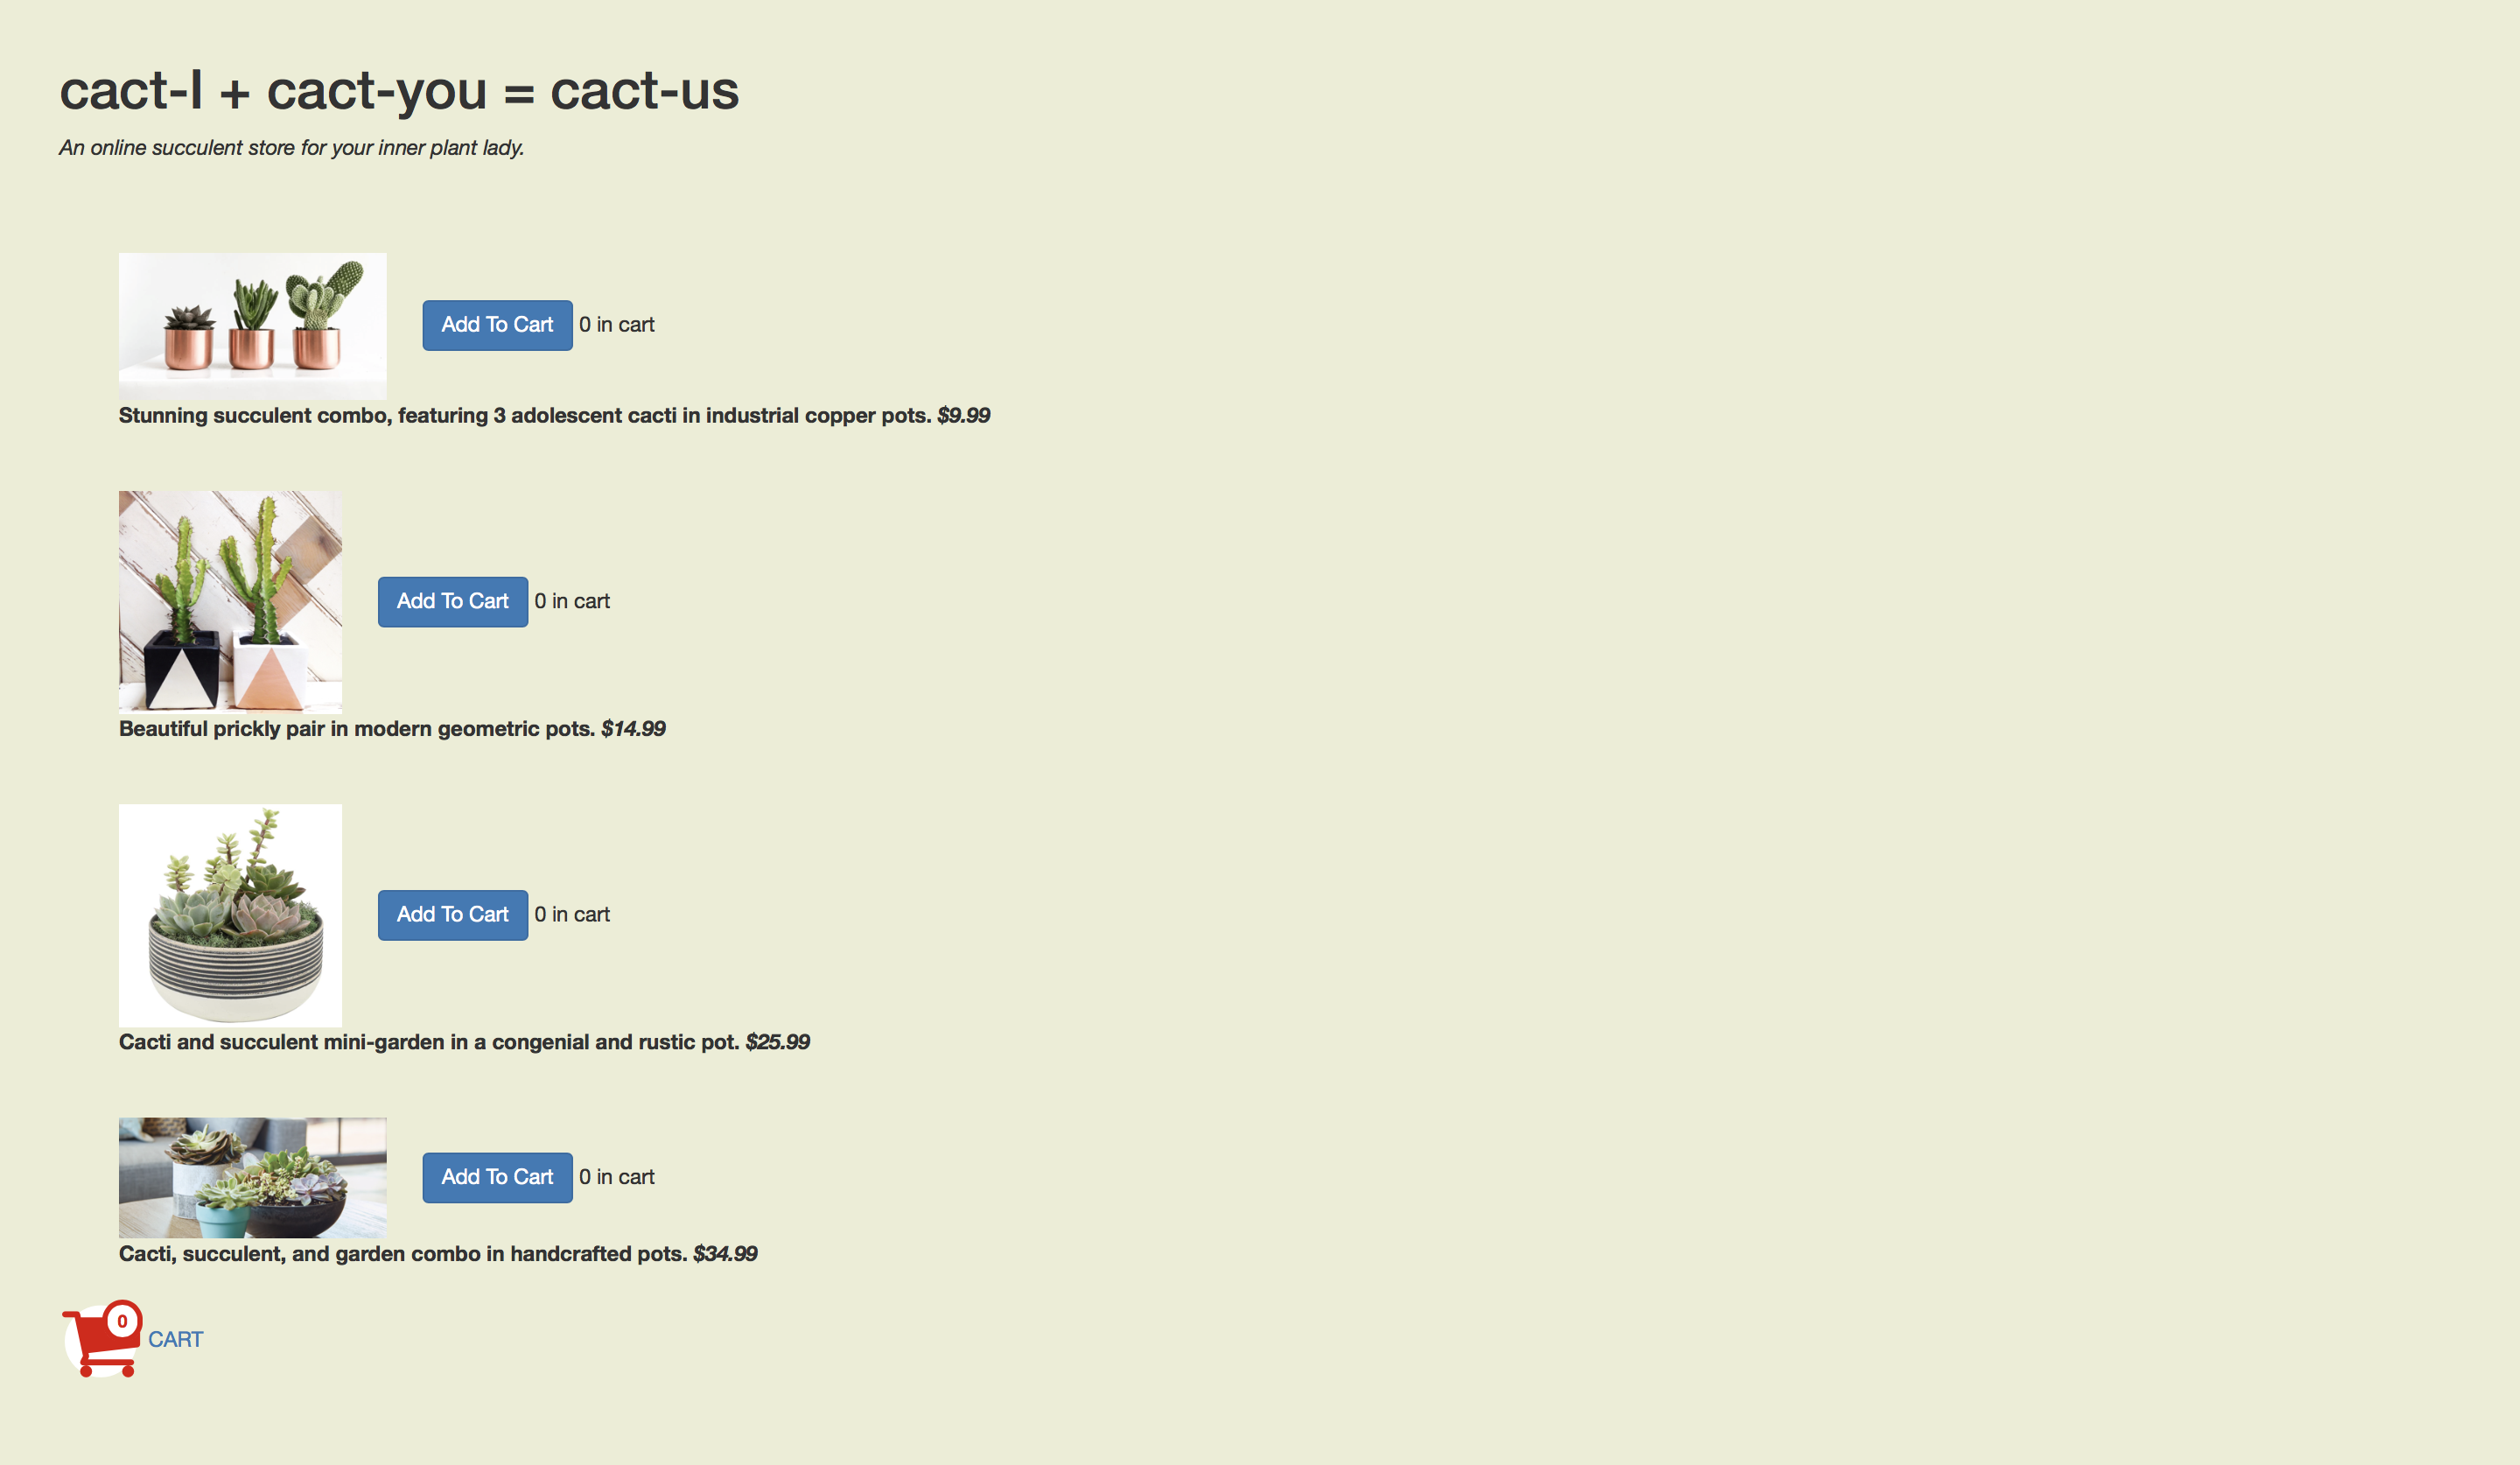 cact-I + cact-you = cact-us
An online succulent store for your inner plant lady.
Add To Cart 0 in cart
Stunning succulent combo, featuring 3 adolescent cacti in industrial copper pots. $9.99
Add To Cart 0 in cart
Beautiful prickly pair in modern geometric pots. $14.99
Add To Cart 0 in cart
Cacti and succulent mini-garden in a congenial and rustic pot. $25.99
Add To Cart 0 in cart
Cacti, succulent, and garden combo in handcrafted pots. $34.99
0 CART